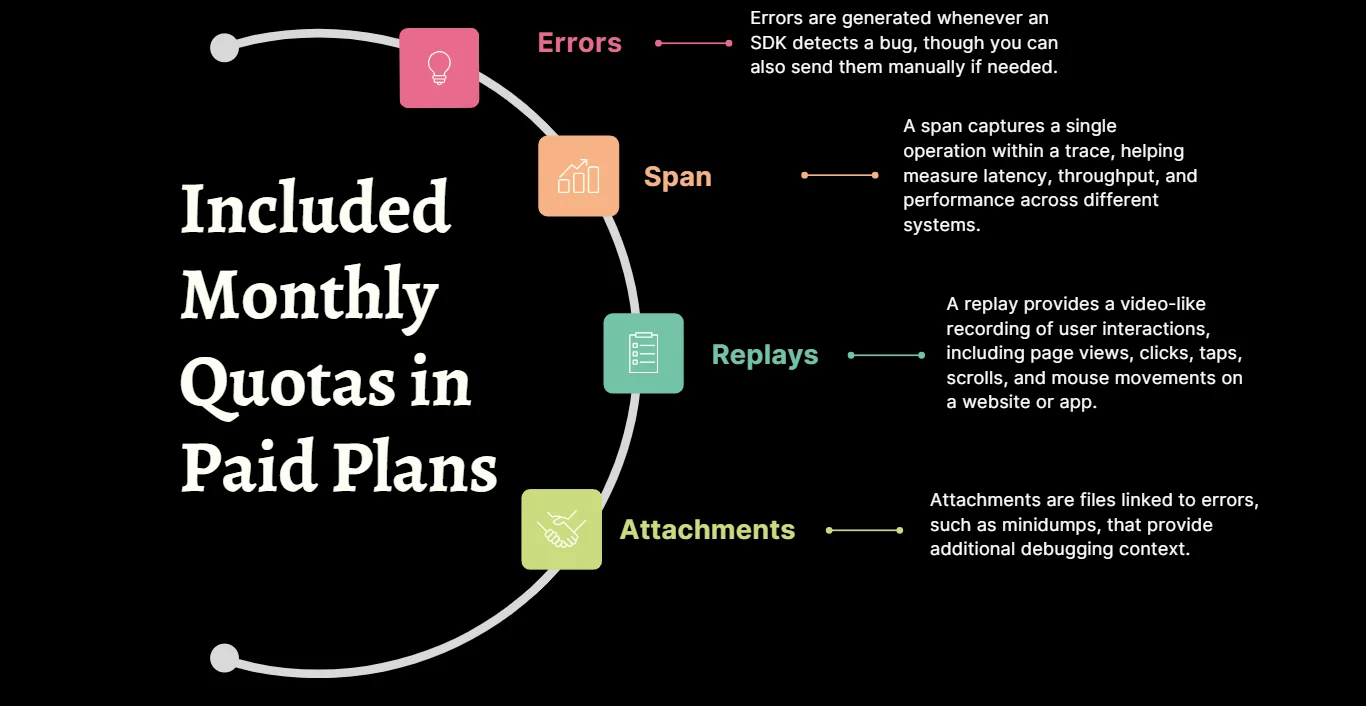 Included
Monthly
Quotas in
Paid Plans
Errors
Errors are generated whenever an
SDK detects a bug, though you can
also send them manually if needed.
Span
A span captures a single
operation within a trace, helping
measure latency, throughput, and
performance across different
systems.
Replays
A replay provides a video-like
recording of user interactions,
including page views, clicks, taps,
scrolls, and mouse movements on
a website or app.
Attachments
Attachments are files linked to errors,
such as minidumps, that provide
additional debugging context.